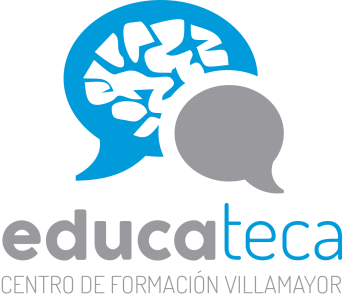 educateca
CENTRO DE FORMACIÓN VILLAMAYOR